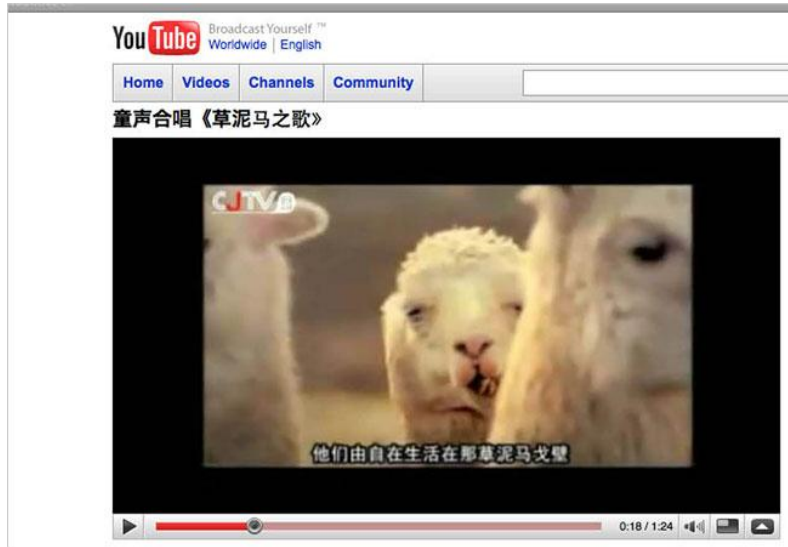 You Tube Broadcast Yourself ™
Worldwide | English
Home Videos Channels Community
童声合唱《草泥马之歌》
CJTV
他们由自在生活在那草泥马戈壁
0:18 / 1:24